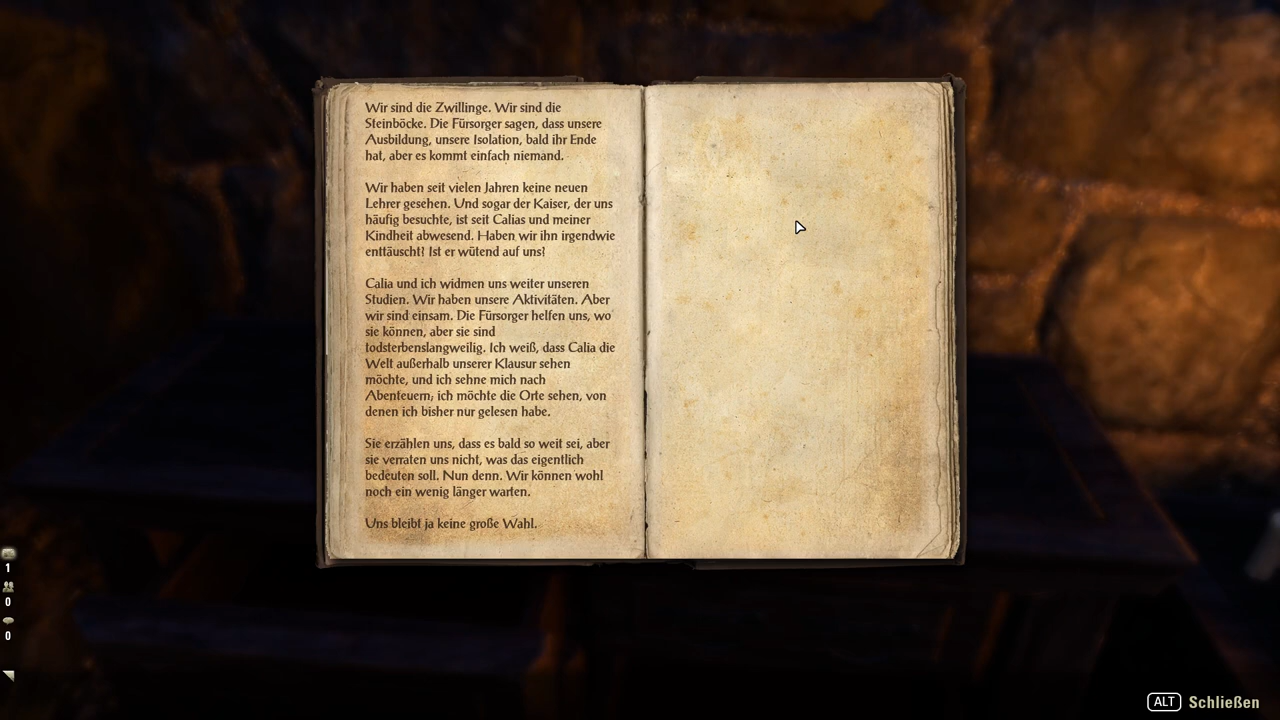 Wir sind die Zwillinge. Wir sind die
Steinböcke. Die Fürsorger sagen, dass unsere
Ausbildung, unsere Isolation, bald ihr Ende
hat, aber es kommt einfach niemand.
Wir haben seit vielen Jahren keine neuen
Lehrer gesehen. Und sogar der Kaiser, der uns
häufig besuchte, ist seit Calias und meiner
Kindheit abwesend. Haben wir ihn irgendwie
enttäuscht? Ist er wütend auf uns?
Calia und ich widmen uns weiter unseren
Studien. Wir haben unsere Aktivitäten. Aber
wir sind einsam. Die Fürsorger helfen uns, wo
sie können, aber sie sind
todsterbenslangweilig. Ich weiß, dass Calia die
Welt außerhalb unserer Klausur sehen
möchte, und ich sehne mich nach
Abenteuern; ich möchte die Orte sehen, von
denen ich bisher nur gelesen habe.
Sie erzählen uns, dass es bald so weit sei, aber
sie verraten uns nicht, was das eigentlich
bedeuten soll. Nun denn. Wir können wohl
noch ein wenig länger warten.
Uns bleibt ja keine große Wahl.
1
0
0
ALT Schließen